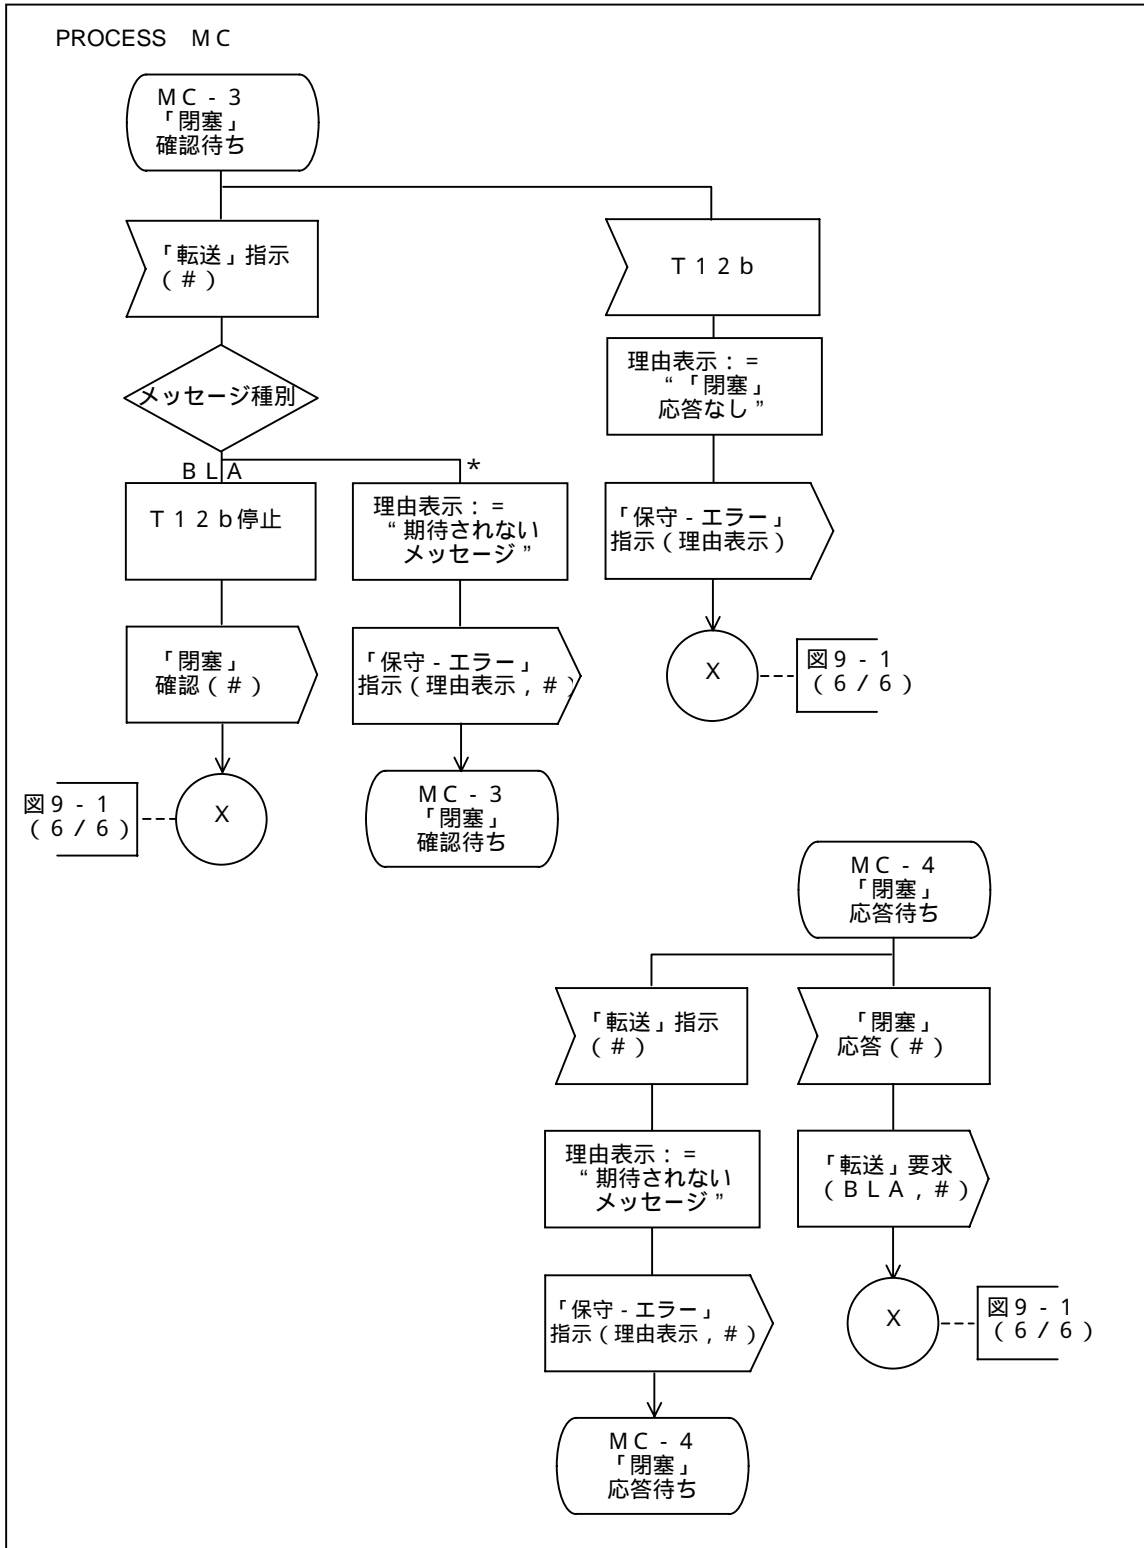 PROCESS MC
MC-3
「閉塞」
確認待ち
「転送」指示
(#)
T12b
メッセージ種別
理由表示:=
“「閉塞」
応答なし”
BLA
*
T12b停止
理由表示:=
“期待されない
メッセージ”
「保守-エラー」
指示(理由表示)
「閉塞」
確認(#)
「保守-エラー」
指示(理由表示,#)
X
図9-1
(6/6)
図9-1
(6/6)
X
MC-3
「閉塞」
確認待ち
MC-4
「閉塞」
応答待ち
「転送」指示
(#)
「閉塞」
応答(#)
理由表示:=
“期待されない
メッセージ”
「転送」要求
(BLA,#)
「保守-エラー」
指示(理由表示,#)
X
図9-1
(6/6)
MC-4
「閉塞」
応答待ち